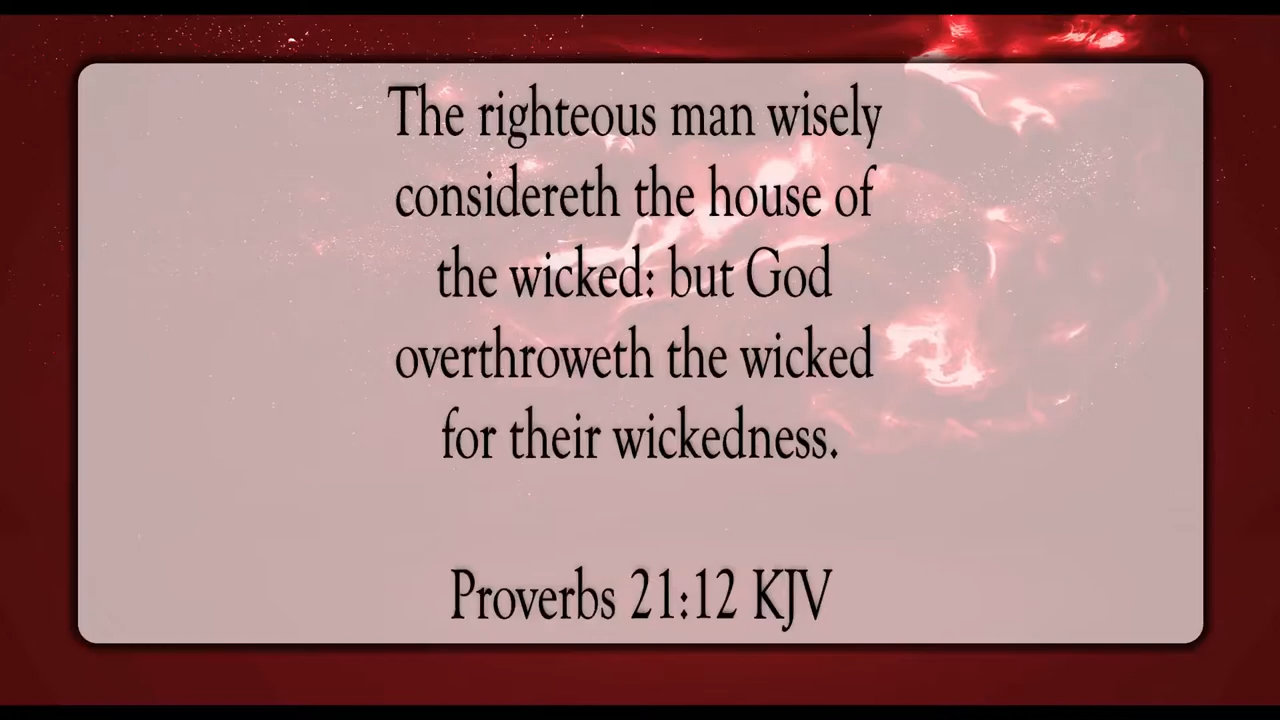 The righteous man wisely
considereth the house of
the wicked: but God
overthroweth the wicked
for their wickedness.
Proverbs 21:12 KJV